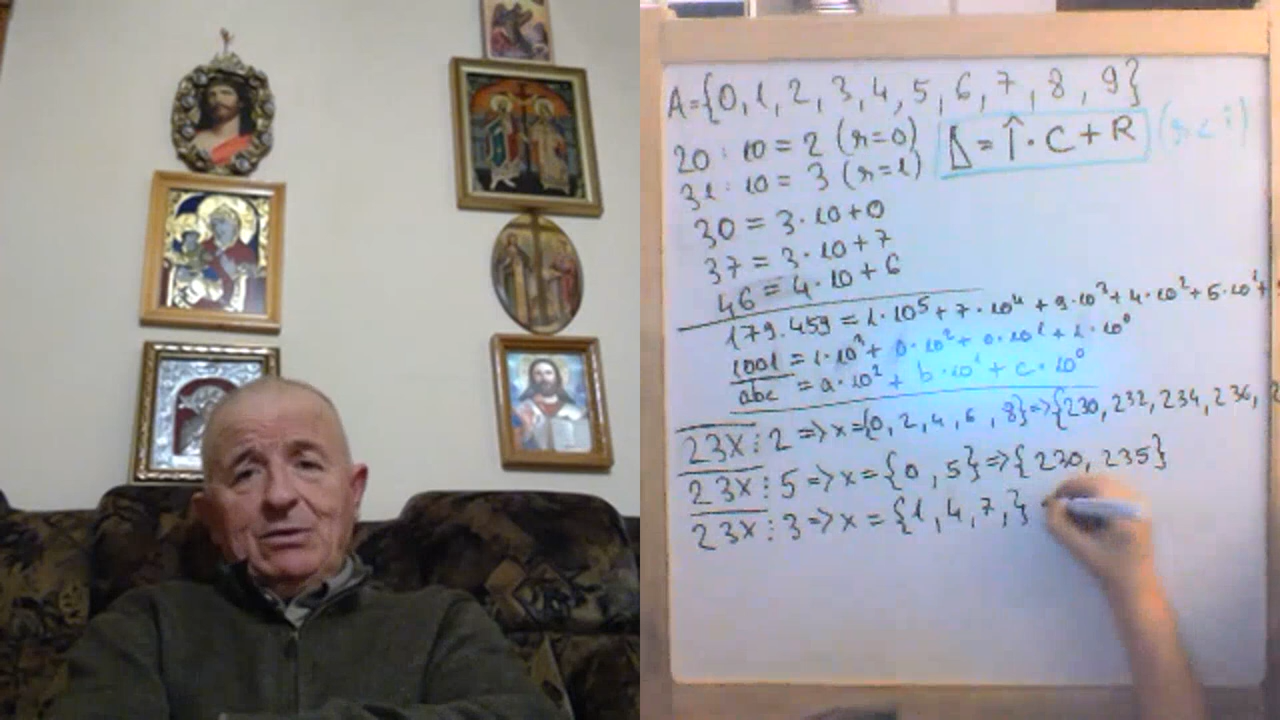 A={0,1,2,3,4,5,6,7,8,9}
20:10=2 (r=0)
Δ=Î·C+R (r<i)
31:10=3 (r=1)
30=3·10+0
37=3·10+7
46=4·10+6
179.459=1·10⁵+7·10⁴+9·10³+4·10²+5·10¹+
1001=1·10³+0·10²+0·10¹+1·10⁰
abc=a·10²+b·10¹+c·10⁰
23x⋮2=>x={0,2,4,6,8}=>{230,232,234,236,
23x⋮5=>x={0,5}=>{230,235}
23x⋮3=>x={1,4,7,}